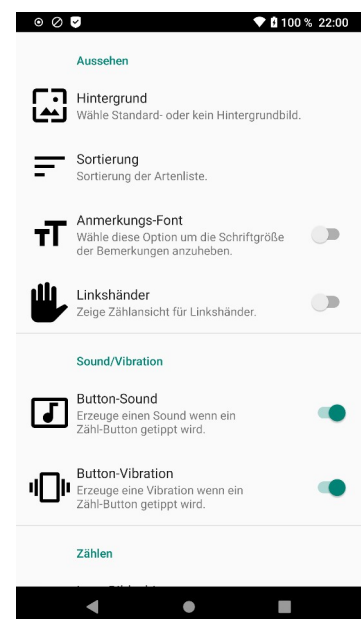 100 % 22:00
Aussehen
Hintergrund
Wähle Standard- oder kein Hintergrundbild.
Sortierung
Sortierung der Artenliste.
Anmerkungs-Font
Wähle diese Option um die Schriftgröße
der Bemerkungen anzuheben.
Linkshänder
Zeige Zählansicht für Linkshänder.
Sound/Vibration
Button-Sound
Erzeuge einen Sound wenn ein
Zähl-Button getippt wird.
Button-Vibration
Erzeuge eine Vibration wenn ein
Zähl-Button getippt wird.
Zählen